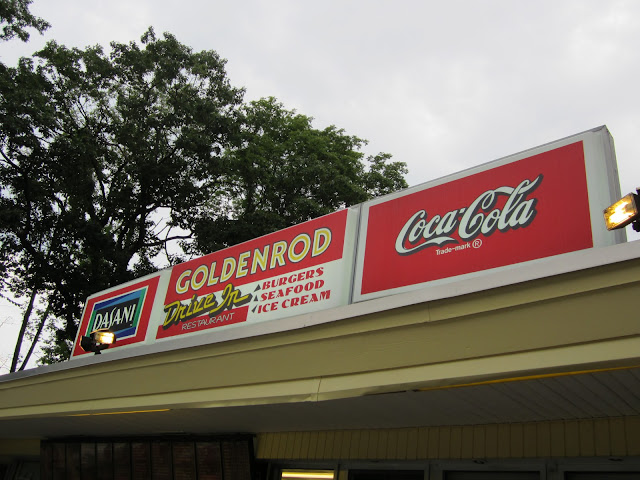 DASANI
GOLDENROD
Drive In
RESTAURANT
BURGERS
SEAFOOD
ICE CREAM
Coca-Cola
Trade-mark ®